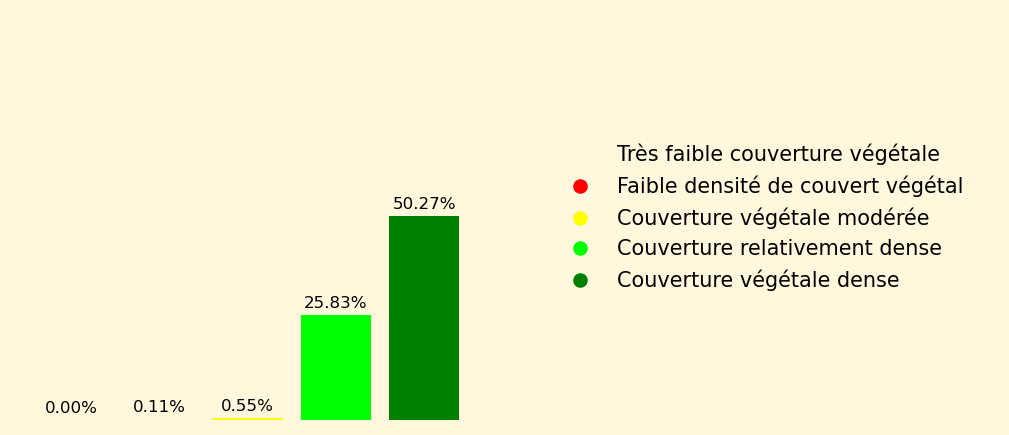 0.00%
0.11%
0.55%
25.83%
50.27%
Très faible couverture végétale
Faible densité de couvert végétal
Couverture végétale modérée
Couverture relativement dense
Couverture végétale dense